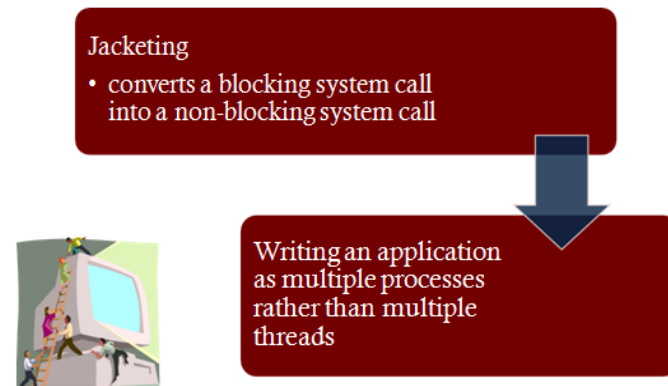 Jacketing
• converts a blocking system call
into a non-blocking system call
Writing an application
as multiple processes
rather than multiple
threads